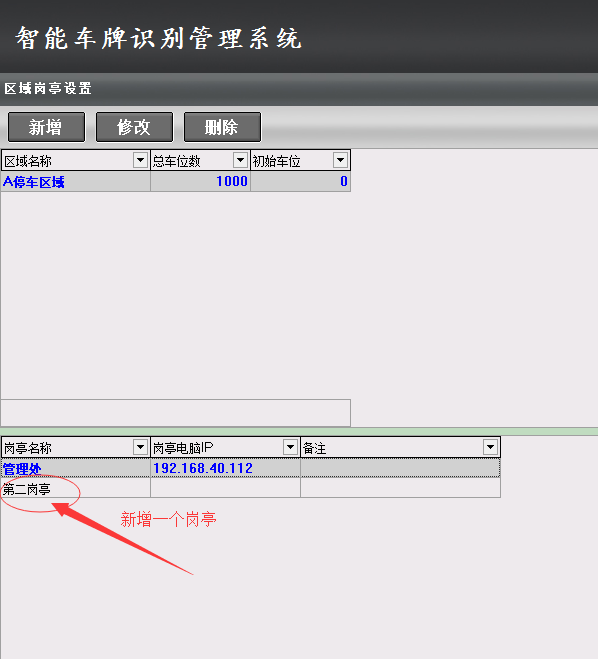 智能车牌识别管理系统
区域岗亭设置
新增 修改 删除
区域名称 总车位数 初始车位
A停车区域 1000 0
岗亭名称 岗亭电脑IP 备注
管理处 192.168.40.112
第二岗亭
新增一个岗亭